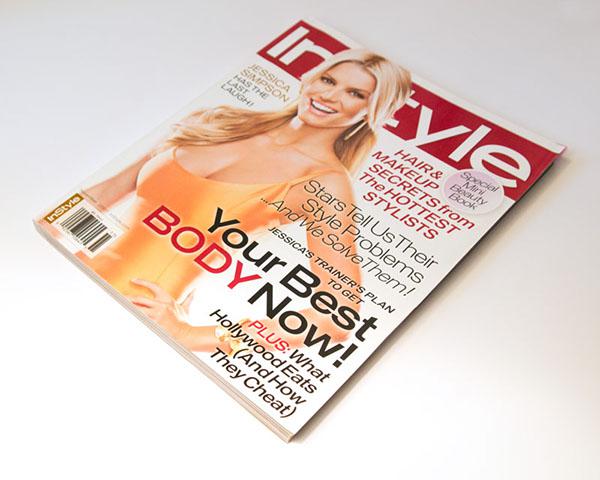 InStyle
JESSICA
SIMPSON
HAS THE
LAST
LAUGH!
HAIR &
MAKEUP
SECRETS from
The HOTTEST
STYLISTS
Special
Mini
Beauty
Book
Stars Tell Us Their
Style Problems
...And We Solve Them!
JESSICA'S TRAINER'S PLAN
TO GET
Your Best
BODY Now!
PLUS: What
Hollywood Eats
(And How
They Cheat)
InStyle